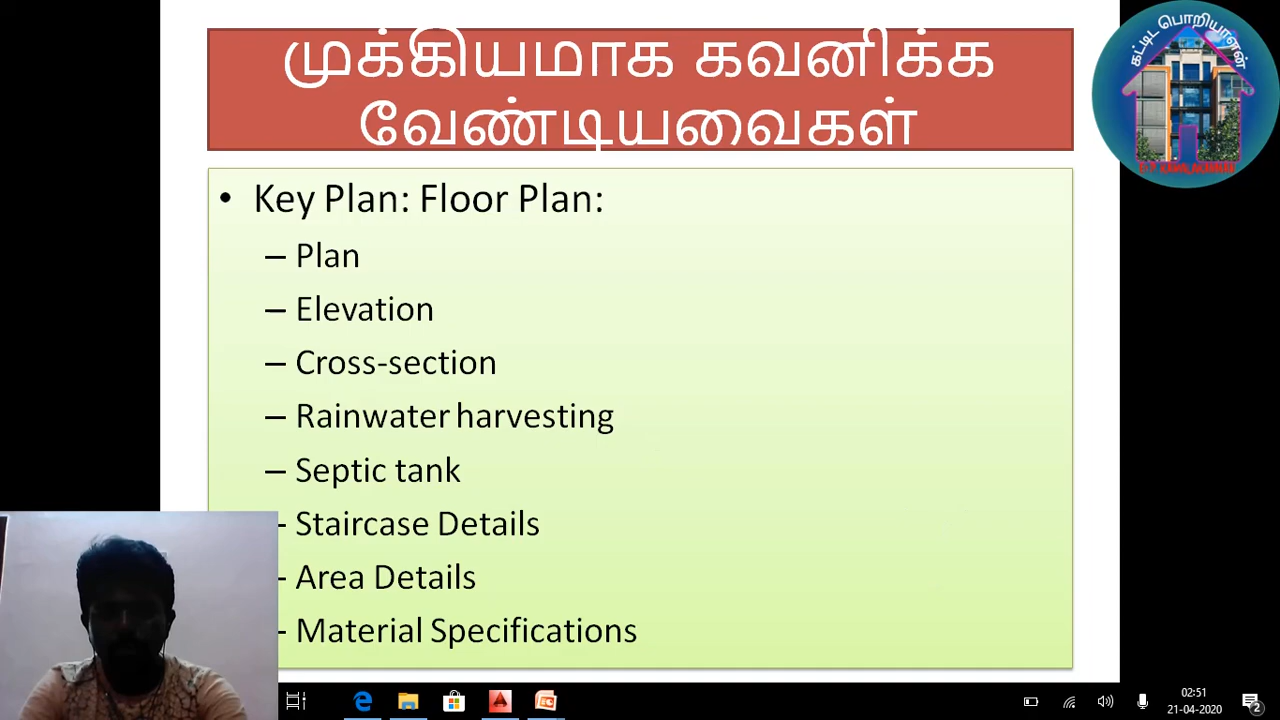 முக்கியமாக கவனிக்க
வேண்டியவைகள்
கட்டிட பொறியாளன்
• Key Plan: Floor Plan:
– Plan
– Elevation
– Cross-section
– Rainwater harvesting
– Septic tank
– Staircase Details
– Area Details
– Material Specifications
02:51
21-04-2020
2